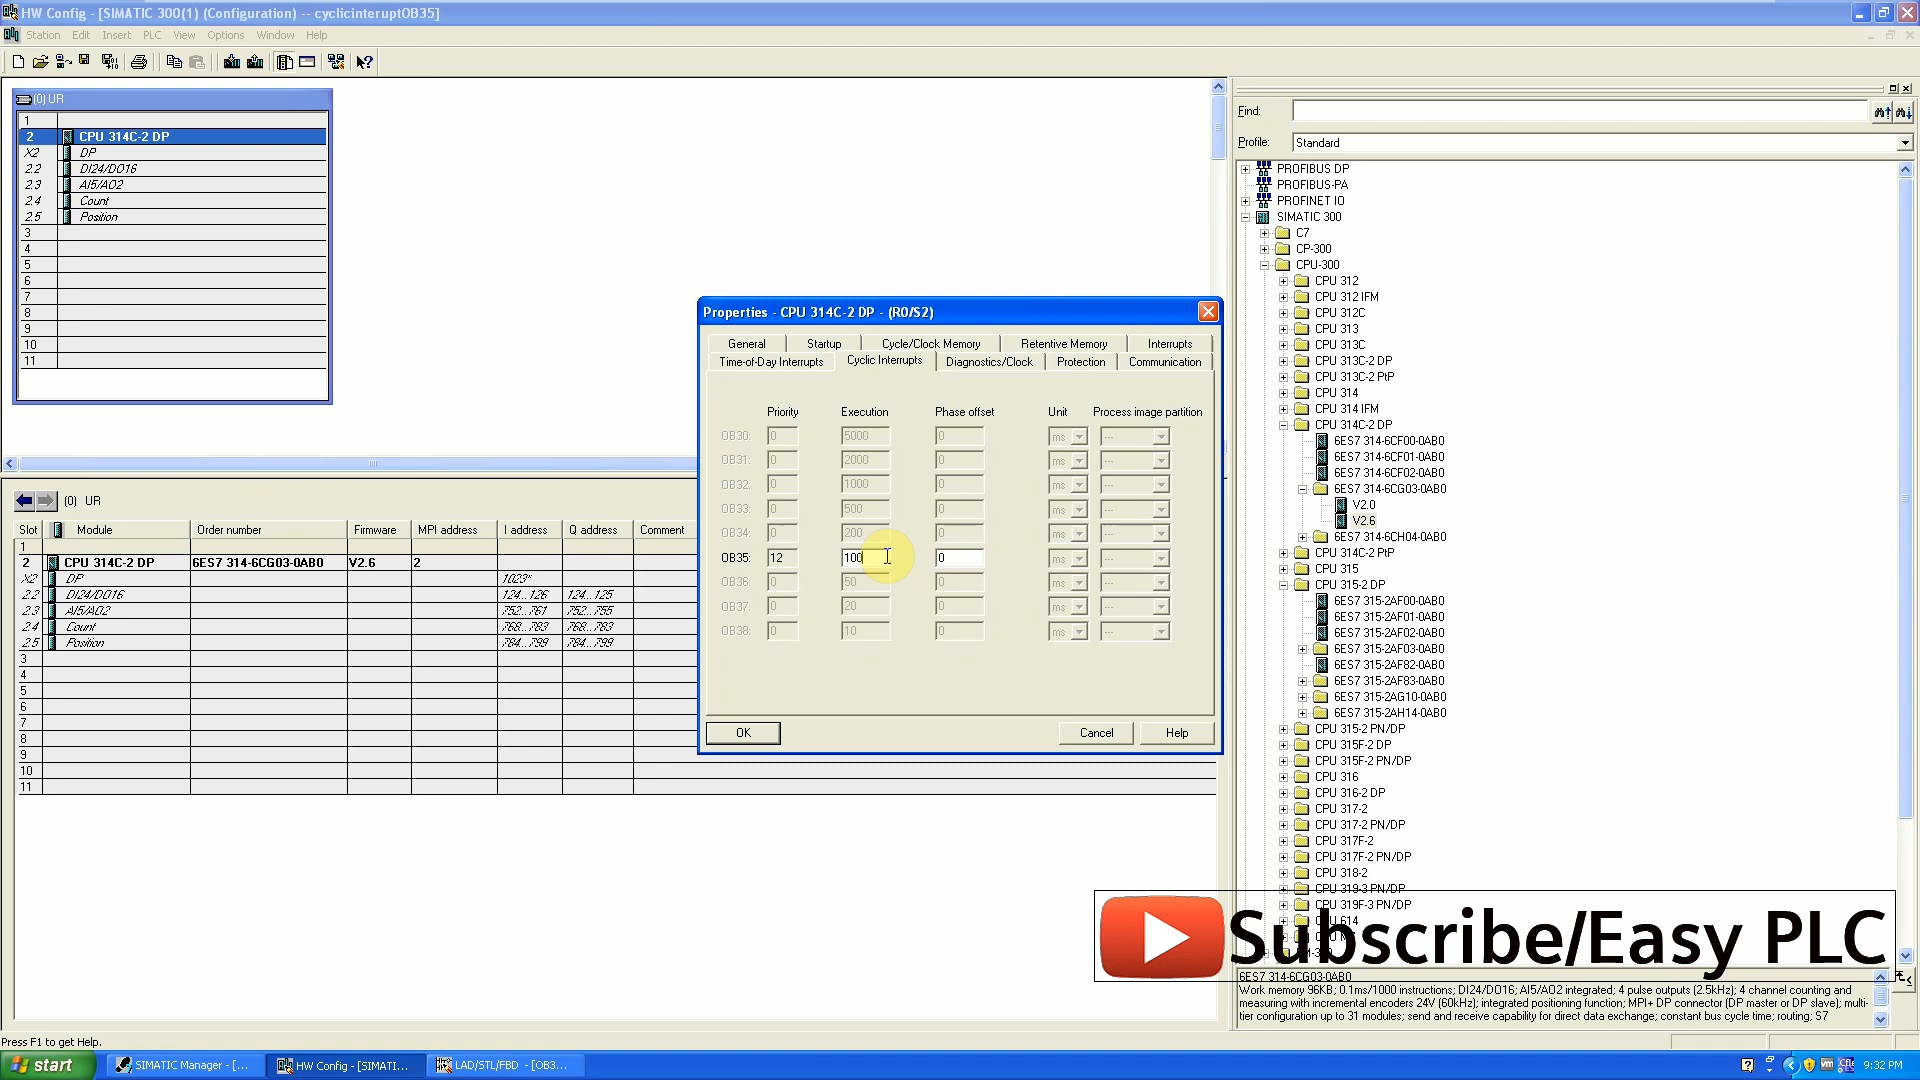 HW Config - [SIMATIC 300(1) (Configuration) -- cyclicinteruptOB35]
Station Edit Insert PLC View Options Window Help
(0) UR
1
2 CPU 314C-2 DP
X2 DP
2.2 DI24/DO16
2.3 AI5/AO2
2.4 Count
2.5 Position
3
4
5
6
7
8
9
10
11
Find:
Profile: Standard
PROFIBUS DP
PROFIBUS-PA
PROFINET IO
SIMATIC 300
C7
CP-300
CPU-300
CPU 312
CPU 312 IFM
CPU 312C
CPU 313
CPU 313C
CPU 313C-2 DP
CPU 313C-2 PtP
CPU 314
CPU 314 IFM
CPU 314C-2 DP
6ES7 314-6CF00-0AB0
6ES7 314-6CF01-0AB0
6ES7 314-6CF02-0AB0
6ES7 314-6CG03-0AB0
V2.0
V2.6
6ES7 314-6CH04-0AB0
CPU 314C-2 PtP
CPU 315
CPU 315-2 DP
6ES7 315-2AF00-0AB0
6ES7 315-2AF01-0AB0
6ES7 315-2AF02-0AB0
6ES7 315-2AF03-0AB0
6ES7 315-2AF82-0AB0
6ES7 315-2AF83-0AB0
6ES7 315-2AG10-0AB0
6ES7 315-2AH14-0AB0
CPU 315-2 PN/DP
CPU 315F-2 DP
CPU 315F-2 PN/DP
CPU 316
CPU 316-2 DP
CPU 317-2
CPU 317-2 PN/DP
CPU 317F-2
CPU 317F-2 PN/DP
CPU 318-2
CPU 319-3 PN/DP
CPU 319F-3 PN/DP
CPU 614
Properties - CPU 314C-2 DP - (R0/S2)
General Startup Cycle/Clock Memory Retentive Memory Interrupts
Time-of-Day Interrupts Cyclic Interrupts Diagnostics/Clock Protection Communication
Priority Execution Phase offset Unit Process image partition
OB30: 0 5000 0 ms ---
OB31: 0 2000 0 ms ---
OB32: 0 1000 0 ms ---
OB33: 0 500 0 ms ---
OB34: 0 200 0 ms ---
OB35: 12 100 0 ms ---
OB36: 0 50 0 ms ---
OB37: 0 20 0 ms ---
OB38: 0 10 0 ms ---
OK Cancel Help
(0) UR
Slot Module Order number Firmware MPI address I address Q address Comment
1
2 CPU 314C-2 DP 6ES7 314-6CG03-0AB0 V2.6 2
X2 DP 1023*
2.2 DI24/DO16 124...126 124...125
2.3 AI5/AO2 752...761 752...755
2.4 Count 768...783 768...783
2.5 Position 784...799 784...799
3
4
5
6
7
8
9
10
11
Subscribe/Easy PLC
6ES7 314-6CG03-0AB0
Work memory 96KB; 0.1ms/1000 instructions; DI24/DO16; AI5/AO2 integrated; 4 pulse outputs (2.5kHz); 4 channel counting and
measuring with incremental encoders 24V (60kHz); integrated positioning function; MPI+ DP connector (DP master or DP slave); multi-
tier configuration up to 31 modules; send and receive capability for direct data exchange; constant bus cycle time; routing; S7
Press F1 to get Help.
start SIMATIC Manager - [... HW Config - [SIMATI... LAD/STL/FBD - [OB3... 9:32 PM